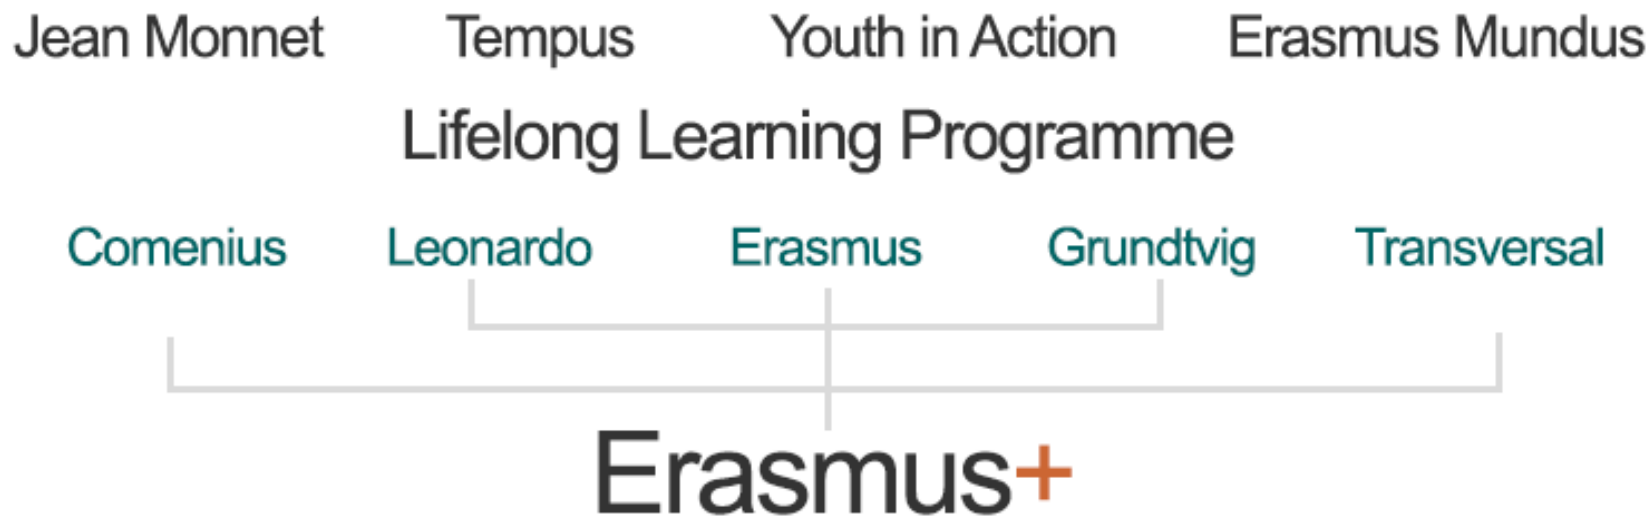 Jean Monnet Tempus Youth in Action Erasmus Mundus
Lifelong Learning Programme
Comenius Leonardo Erasmus Grundtvig Transversal
Erasmus+